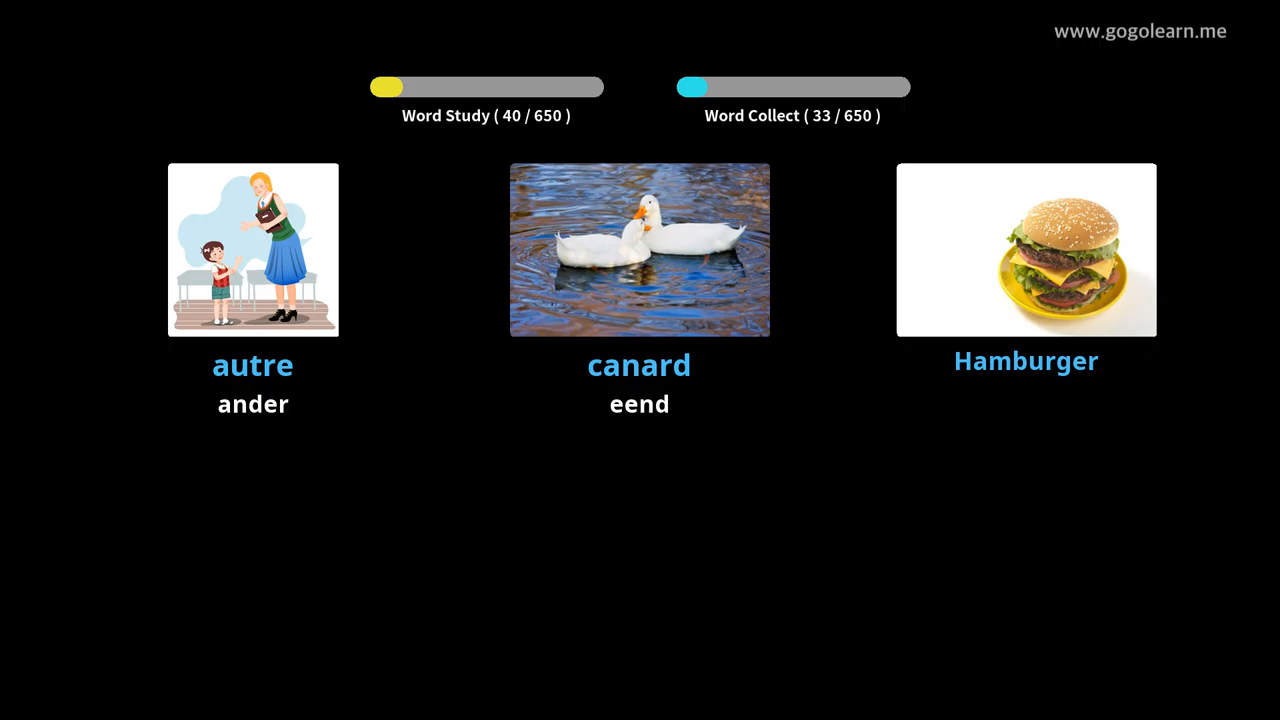 www.gogolearn.me
Word Study ( 40 / 650 )
Word Collect ( 33 / 650 )
autre
ander
canard
eend
Hamburger